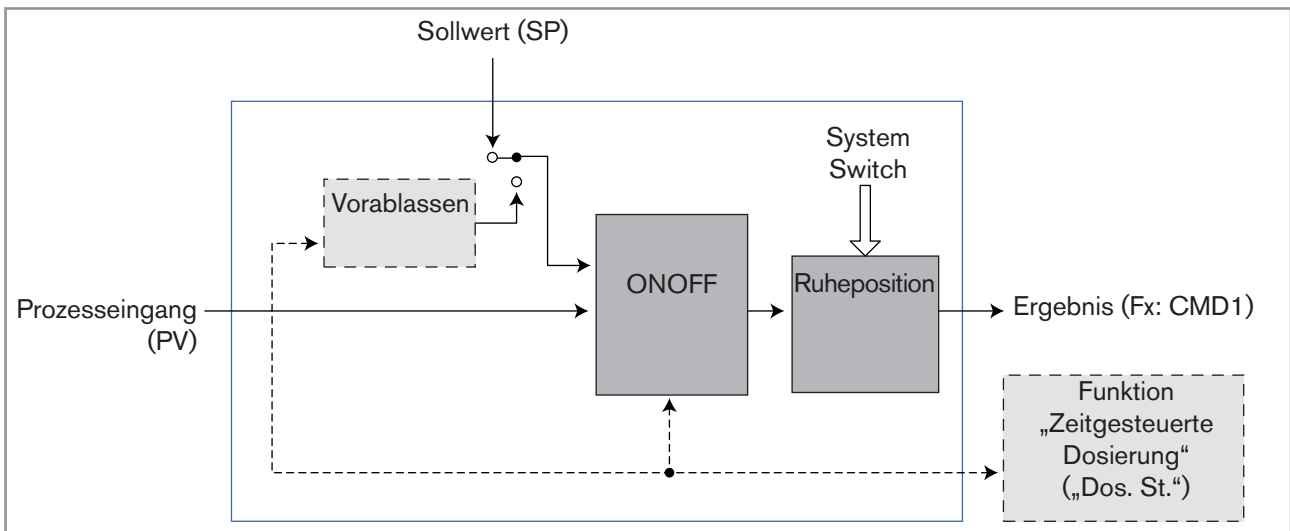 Sollwert (SP)
System
Switch
Vorablassen
ONOFF
Ruheposition
Prozesseingang
(PV)
Ergebnis (Fx: CMD1)
Funktion
„Zeitgesteuerte
Dosierung“
(„Dos. St.“)